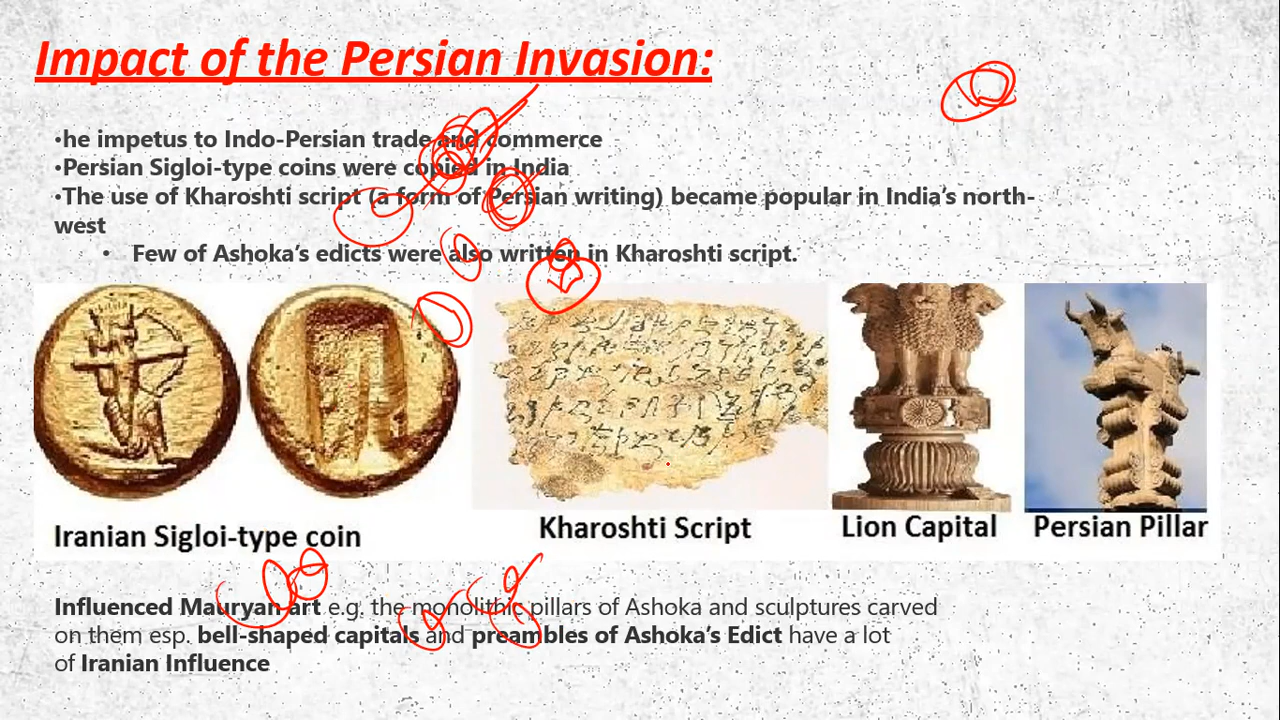 Impact of the Persian Invasion:
•he impetus to Indo-Persian trade and commerce
•Persian Sigloi-type coins were copied in India
•The use of Kharoshti script (a form of Persian writing) became popular in India’s north-
west
• Few of Ashoka’s edicts were also written in Kharoshti script.
Iranian Sigloi-type coin
Kharoshti Script
Lion Capital
Persian Pillar
Influenced Mauryan art e.g. the monolithic pillars of Ashoka and sculptures carved
on them esp. bell-shaped capitals and preambles of Ashoka’s Edict have a lot
of Iranian Influence